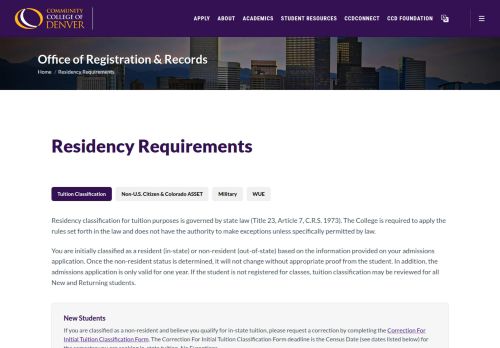 COMMUNITY
COLLEGE OF
DENVER
APPLY ABOUT ACADEMICS STUDENT RESOURCES CCDCONNECT CCD FOUNDATION
Office of Registration & Records
Home / Residency Requirements
Residency Requirements
Tuition Classification Non-U.S. Citizen & Colorado ASSET Military WUE
Residency classification for tuition purposes is governed by state law (Title 23, Article 7, C.R.S. 1973). The College is required to apply the
rules set forth in the law and does not have the authority to make exceptions unless specifically permitted by law.
You are initially classified as a resident (in-state) or non-resident (out-of-state) based on the information provided on your admissions
application. Once the non-resident status is determined, it will not change without appropriate proof from the student. In addition, the
admissions application is only valid for one year. If the student is not registered for classes, tuition classification may be reviewed for all
New and Returning students.
New Students
If you are classified as a non-resident and believe you qualify for in-state tuition, please request a correction by completing the Correction For
Initial Tuition Classification Form. The Correction For Initial Tuition Classification Form deadline is the Census Date (see dates listed below) for